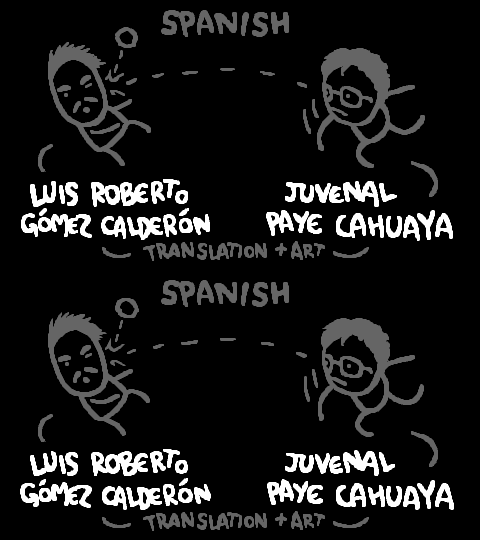 SPANISH
LUIS ROBERTO
GÓMEZ CALDERÓN
JUVENAL
PAYE CAHUAYA
TRANSLATION + ART
SPANISH
LUIS ROBERTO
GÓMEZ CALDERÓN
JUVENAL
PAYE CAHUAYA
TRANSLATION + ART